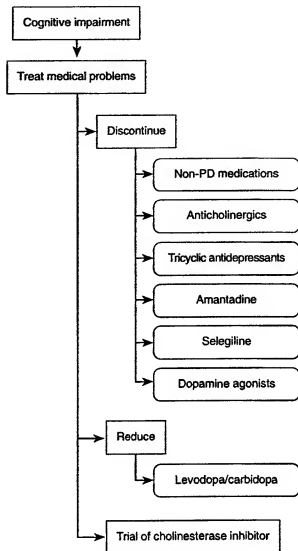 Cognitive impairment
Treat medical problems
Discontinue
Non-PD medications
Anticholinergics
Tricyclic antidepressants
Amantadine
Selegiline
Dopamine agonists
Reduce
Levodopa/carbidopa
Trial of cholinesterase inhibitor